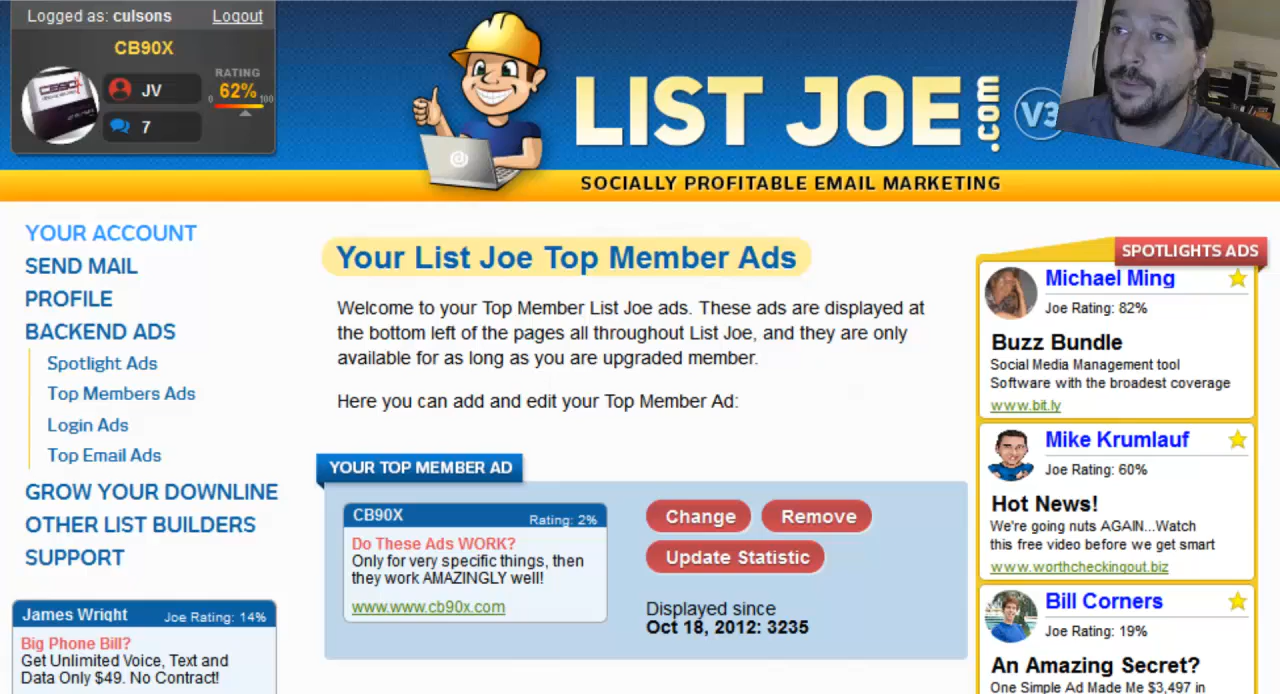 Logged as: culsons
Logout
CB90X
JV
7
RATING
62%
0 100
LIST JOE.com
V3
SOCIALLY PROFITABLE EMAIL MARKETING
YOUR ACCOUNT
SEND MAIL
PROFILE
BACKEND ADS
Spotlight Ads
Top Members Ads
Login Ads
Top Email Ads
GROW YOUR DOWNLINE
OTHER LIST BUILDERS
SUPPORT
James Wright
Joe Rating: 14%
Big Phone Bill?
Get Unlimited Voice, Text and
Data Only $49. No Contract!
Your List Joe Top Member Ads
Welcome to your Top Member List Joe ads. These ads are displayed at
the bottom left of the pages all throughout List Joe, and they are only
available for as long as you are upgraded member.
Here you can add and edit your Top Member Ad:
YOUR TOP MEMBER AD
CB90X
Rating: 2%
Do These Ads WORK?
Only for very specific things, then
they work AMAZINGLY well!
www.www.cb90x.com
Change
Remove
Update Statistic
Displayed since
Oct 18, 2012: 3235
SPOTLIGHTS ADS
Michael Ming
Joe Rating: 82%
Buzz Bundle
Social Media Management tool
Software with the broadest coverage
www.bit.ly
Mike Krumlauf
Joe Rating: 60%
Hot News!
We're going nuts AGAIN...Watch
this free video before we get smart
www.worthcheckingout.biz
Bill Corners
Joe Rating: 19%
An Amazing Secret?
One Simple Ad Made Me $3,497 in